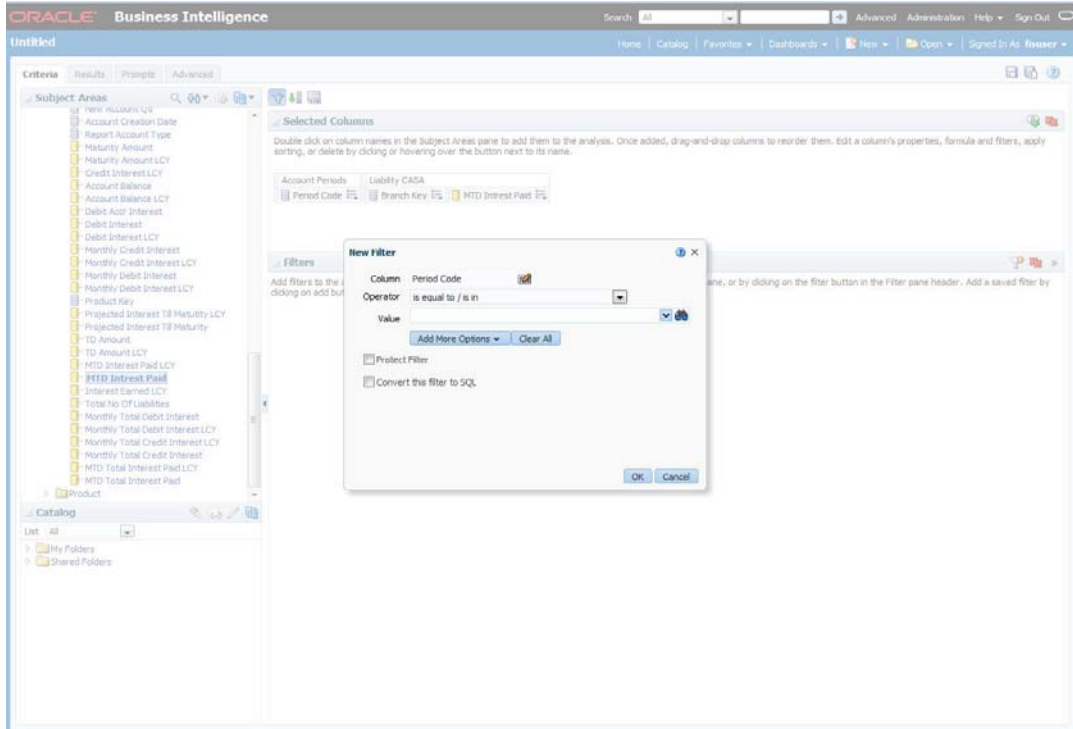 ORACLE Business Intelligence
Search All Advanced Administration Help Sign Out
Untitled
Home Catalog Favorites Dashboards New Open Signed In As fisuser
Criteria Results Prompts Advanced
Subject Areas
Account Creation Date
Report Account Type
Maturity Amount
Maturity Amount LCY
Credit Interest LCY
Account Balance
Account Balance LCY
Debit Accr Interest
Debit Interest
Debit Interest LCY
Monthly Credit Interest
Monthly Credit Interest LCY
Monthly Debit Interest
Monthly Debit Interest LCY
Product Key
Projected Interest Till Matutity LCY
Projected Interest Till Maturity
TD Amount
TD Amount LCY
MTD Interest Paid LCY
MTD Intrest Paid
Interest Earned LCY
Total No Of Liabilities
Monthly Total Debit Interest
Monthly Total Debit Interest LCY
Monthly Total Credit Interest LCY
Monthly Total Credit Interest
MTD Total Interest Paid LCY
MTD Total Interest Paid
Product
Catalog
List All
My Folders
Shared Folders
Selected Columns
Double click on column names in the Subject Areas pane to add them to the analysis. Once added, drag-and-drop columns to reorder them. Edit a column's properties, formula and filters, apply
sorting, or delete by clicking or hovering over the button next to its name.
Account Periods Liability CASA
Period Code Branch Key MTD Intrest Paid
Filters
Add filters to the
ane, or by clicking on the filter button in the Filter pane header. Add a saved filter by
clicking on add but
New Filter
Column Period Code
Operator is equal to / is in
Value
Add More Options Clear All
Protect Filter
Convert this filter to SQL
OK Cancel